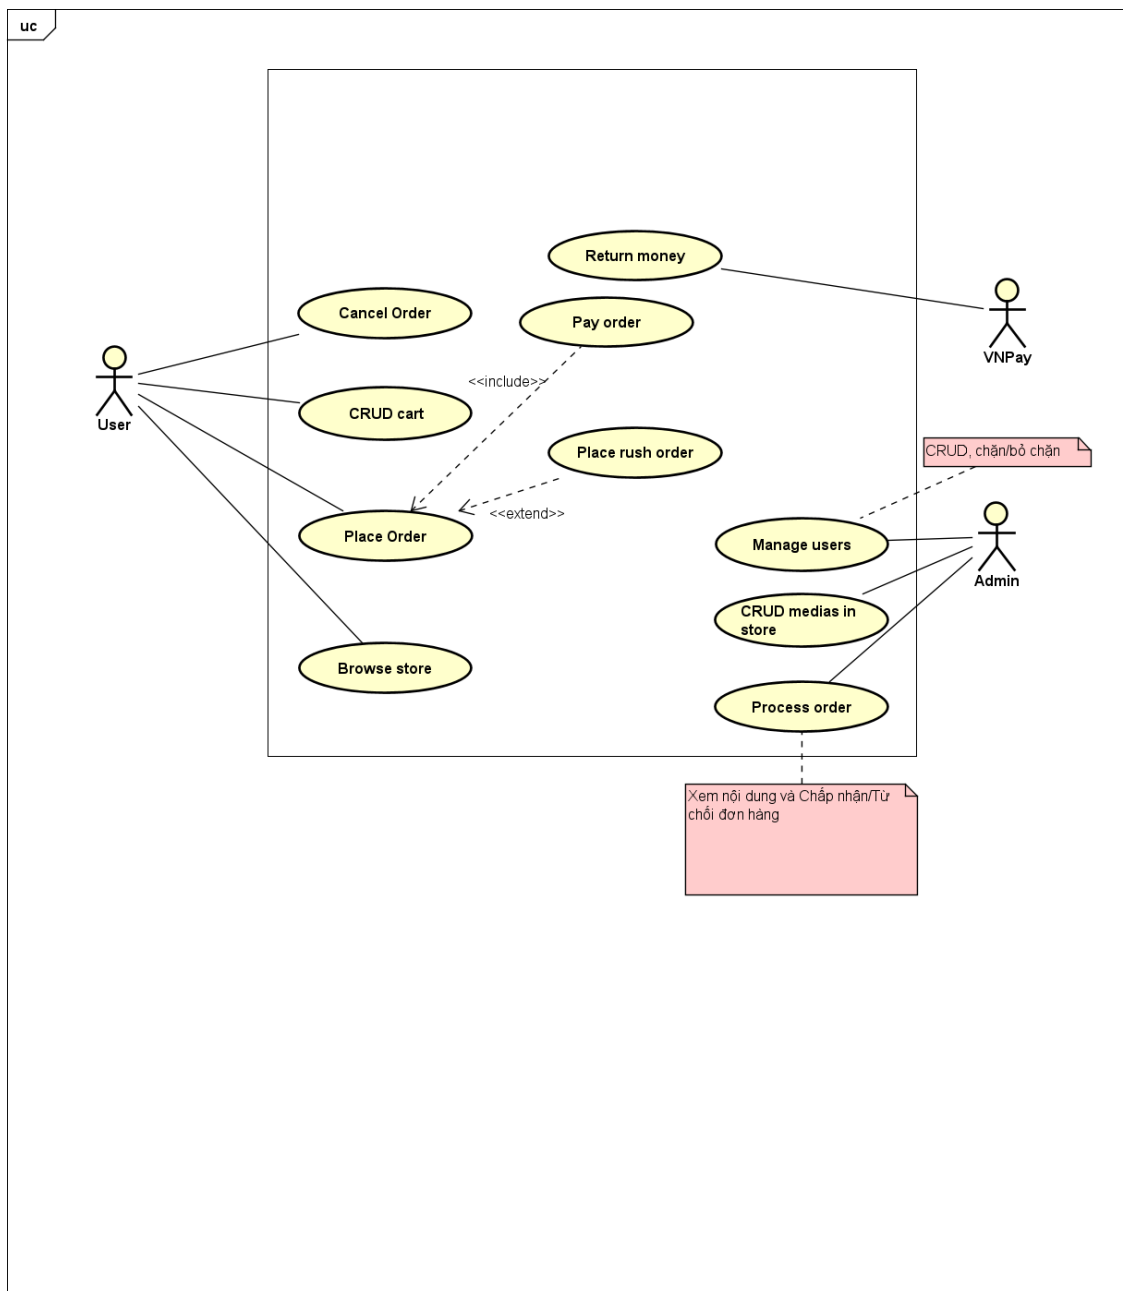 uc
Return money
Cancel Order
Pay order
VNPay
<<include>>
User
CRUD cart
Place rush order
CRUD, chặn/bỏ chặn
<<extend>>
Place Order
Manage users
Admin
CRUD medias in
store
Browse store
Process order
Xem nội dung và Chấp nhận/Từ
chối đơn hàng